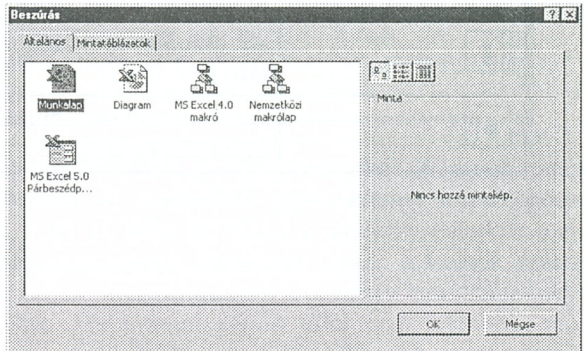 Beszúrás
Általános Mintatáblázatok
Munkalap Diagram MS Excel 4.0 makró Nemzetközi makrólap
MS Excel 5.0 Párbeszédp...
Minta
Nincs hozzá mintakép.
OK Mégse